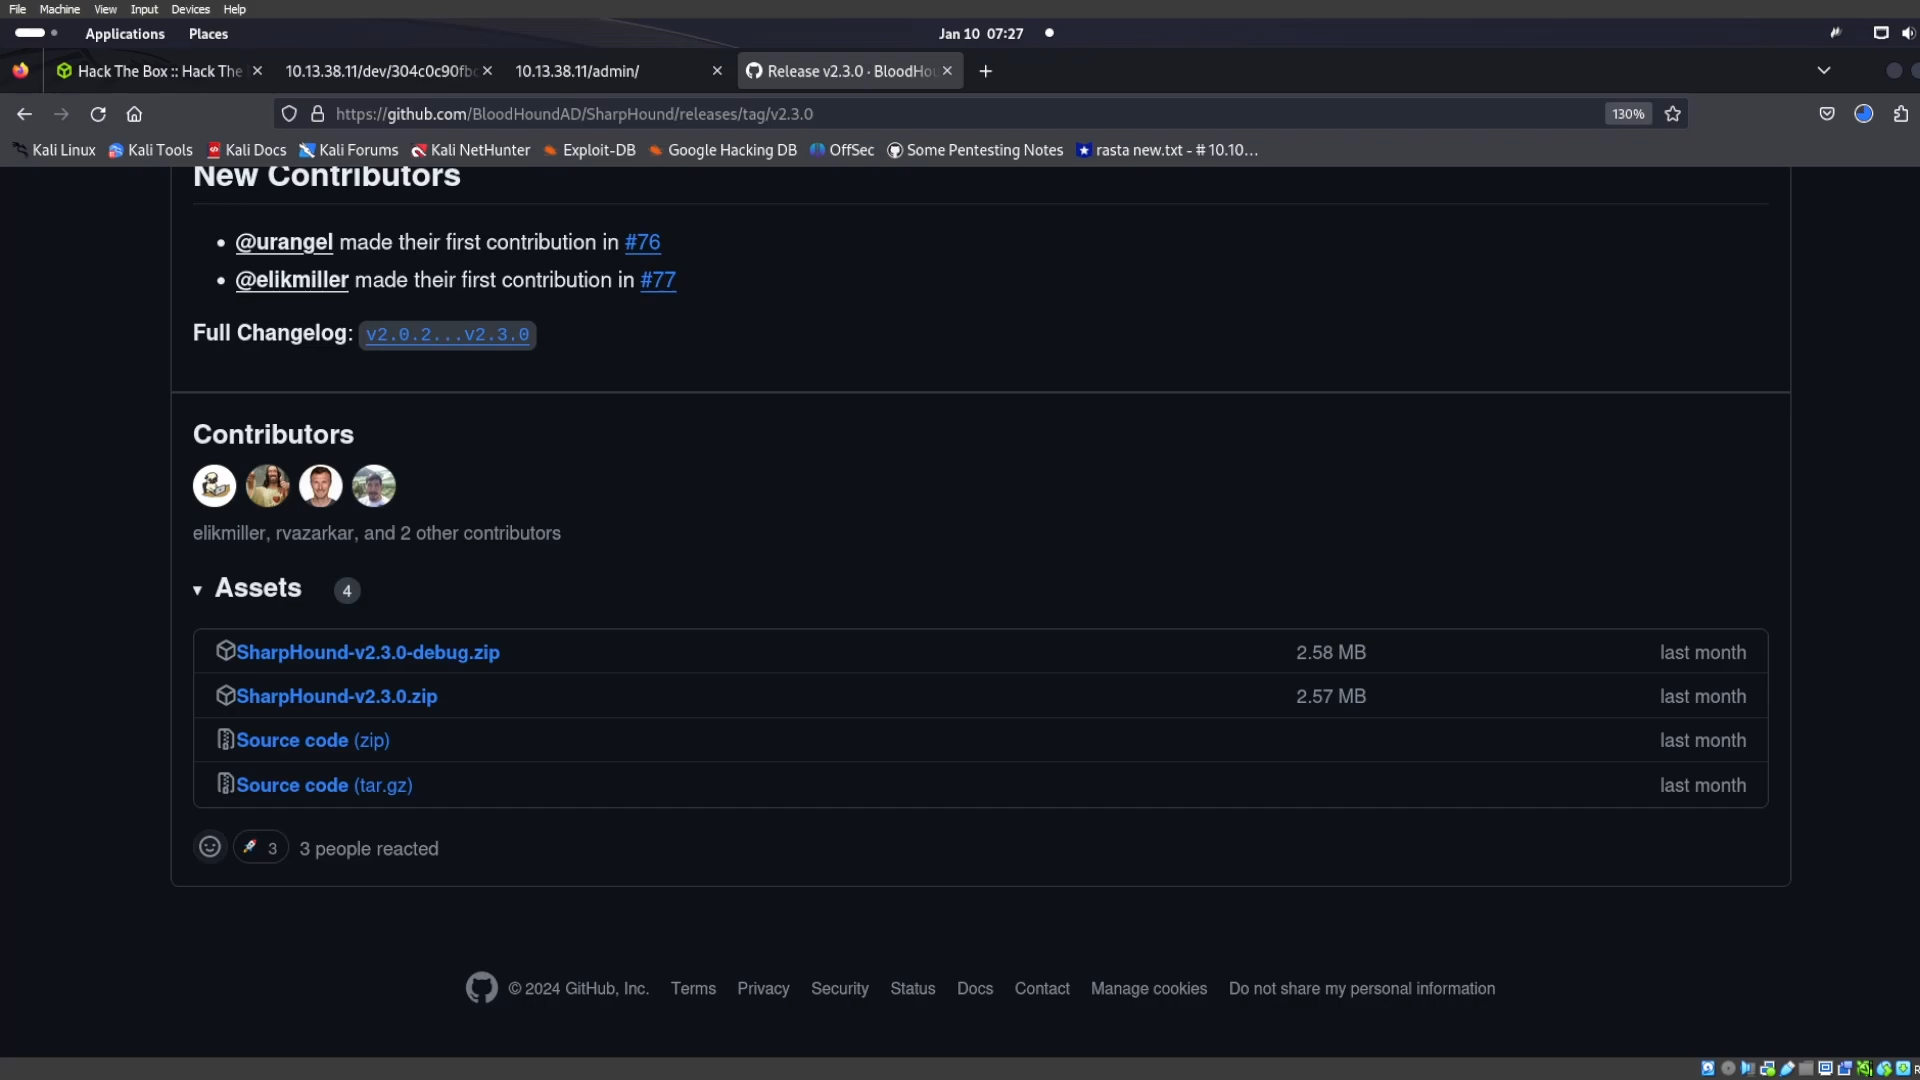 File Machine View Input Devices Help
Applications Places Jan 10 07:27
Hack The Box :: Hack The 10.13.38.11/dev/304c0c90fbc 10.13.38.11/admin/ Release v2.3.0 · BloodHou
https://github.com/BloodHoundAD/SharpHound/releases/tag/v2.3.0 130%
Kali Linux Kali Tools Kali Docs Kali Forums Kali NetHunter Exploit-DB Google Hacking DB OffSec Some Pentesting Notes rasta new.txt - # 10.10…
New Contributors
• @urangel made their first contribution in #76
• @elikmiller made their first contribution in #77
Full Changelog: v2.0.2...v2.3.0
Contributors
elikmiller, rvazarkar, and 2 other contributors
Assets 4
SharpHound-v2.3.0-debug.zip 2.58 MB last month
SharpHound-v2.3.0.zip 2.57 MB last month
Source code (zip) last month
Source code (tar.gz) last month
3 3 people reacted
© 2024 GitHub, Inc. Terms Privacy Security Status Docs Contact Manage cookies Do not share my personal information